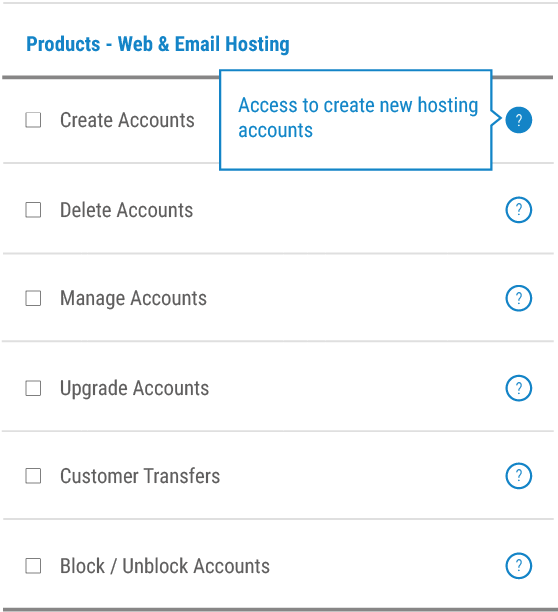 Products - Web & Email Hosting
Create Accounts
Access to create new hosting
accounts
?
Delete Accounts
?
Manage Accounts
?
Upgrade Accounts
?
Customer Transfers
?
Block / Unblock Accounts
?